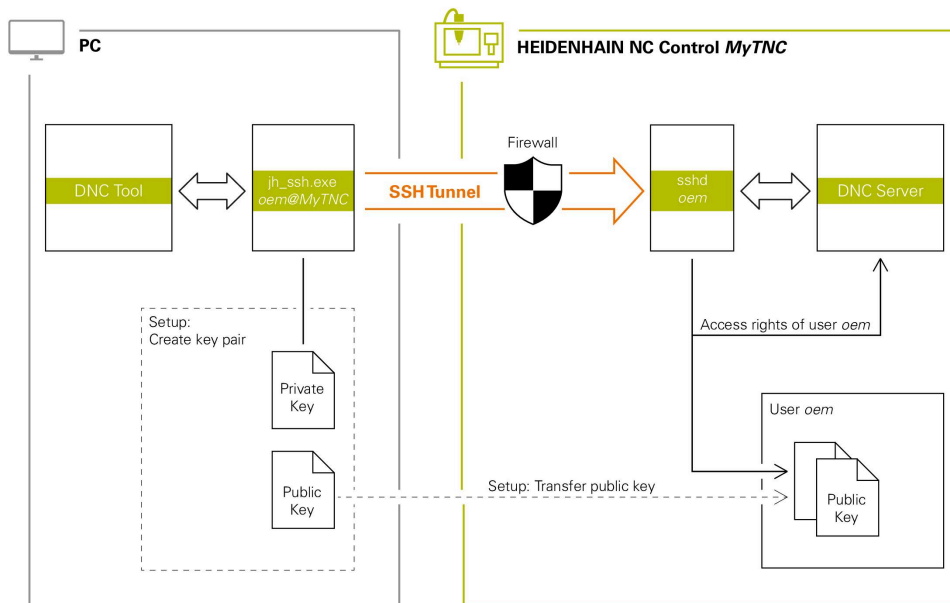 PC
HEIDENHAIN NC Control MyTNC
Firewall
DNC Tool
jh_ssh.exe
oem@MyTNC
SSH Tunnel
sshd
oem
DNC Server
Setup:
Create key pair
Access rights of user oem
Private
Key
User oem
Public
Key
Setup: Transfer public key
Public
Key